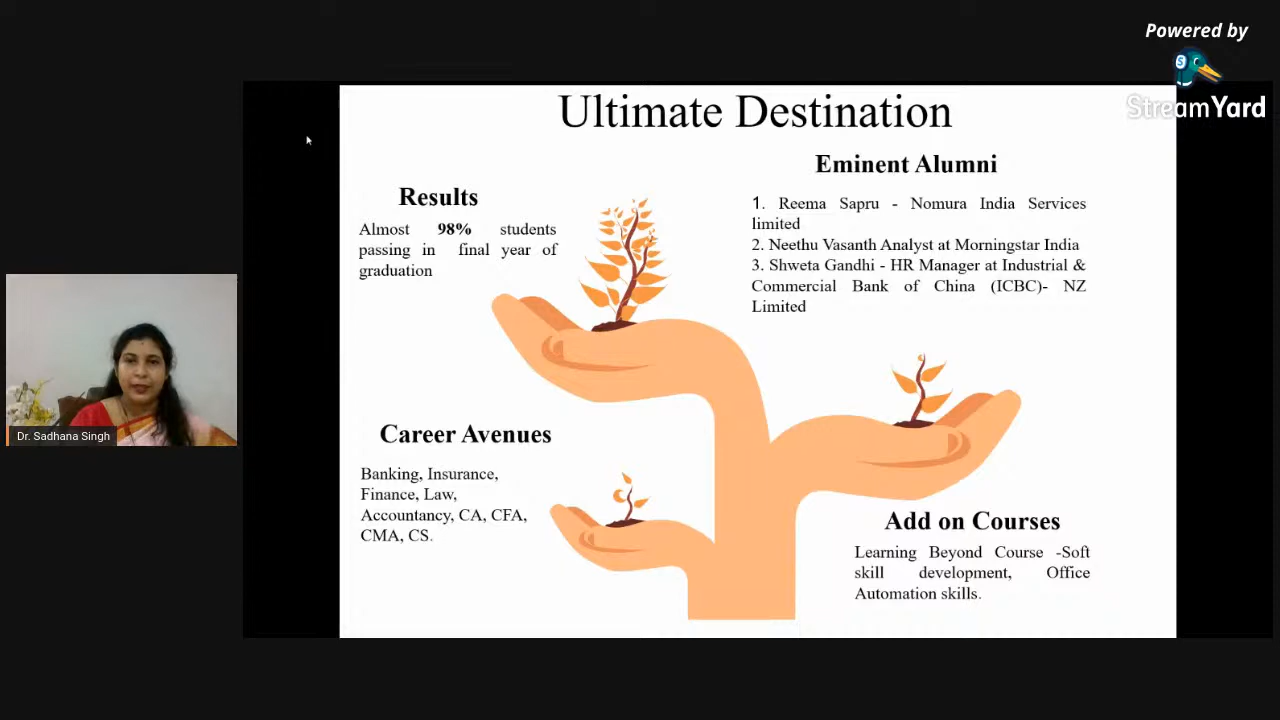 Powered by
StreamYard
Ultimate Destination
Eminent Alumni
1. Reema Sapru - Nomura India Services
limited
2. Neethu Vasanth Analyst at Morningstar India
3. Shweta Gandhi - HR Manager at Industrial &
Commercial Bank of China (ICBC)- NZ
Limited
Results
Almost 98% students
passing in final year of
graduation
Dr. Sadhana Singh
Career Avenues
Banking, Insurance,
Finance, Law,
Accountancy, CA, CFA,
CMA, CS.
Add on Courses
Learning Beyond Course -Soft
skill development, Office
Automation skills.